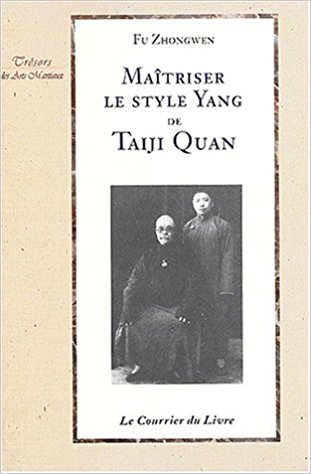 Fu Zhongwen
Trésors
des Arts Martiaux
Maîtriser
le style Yang
de
Taiji Quan
Le Courrier du Livre